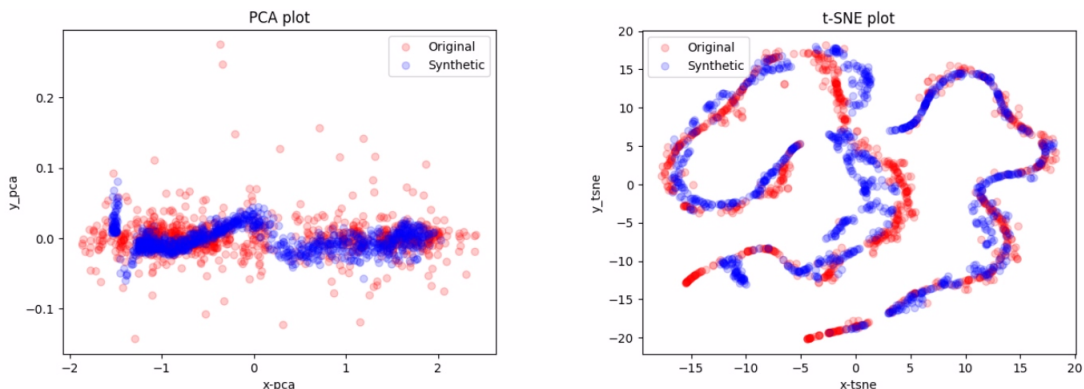 PCA plot
Original
Synthetic
0.2
0.1
0.0
−0.1
y_pca
−2
−1
0
1
2
x-pca
t-SNE plot
Original
Synthetic
20
15
10
5
0
−5
−10
−15
−20
y_tsne
−15
−10
−5
0
5
10
15
20
x-tsne